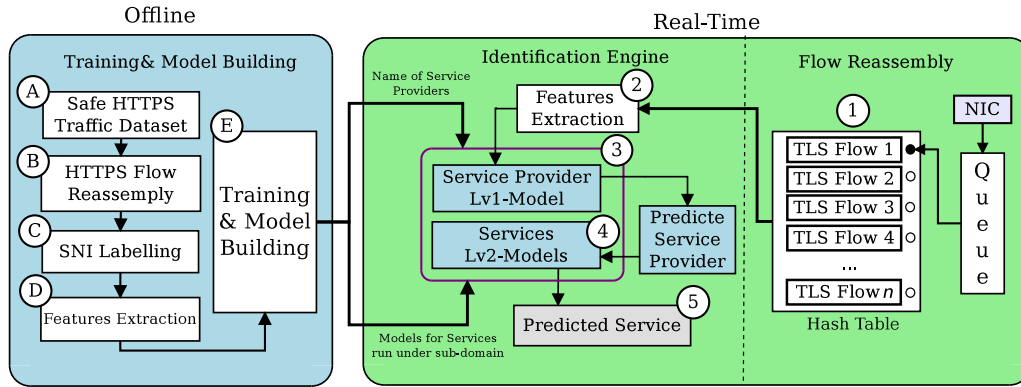 Offline
Real-Time
Training& Model Building
A
Safe HTTPS
Traffic Dataset
B
HTTPS Flow
Reassemply
C
SNI Labelling
D
Features Extraction
E
Training
& Model
Building
Identification Engine
Name of Service
Providers
2
Features
Extraction
3
Service Provider
Lv1-Model
4
Services
Lv2-Models
Predicte
Service
Provider
5
Predicted Service
Models for Services
run under sub-domain
Flow Reassembly
1
TLS Flow 1
TLS Flow 2
TLS Flow 3
TLS Flow 4
...
TLS Flow n
Hash Table
NIC
Queue